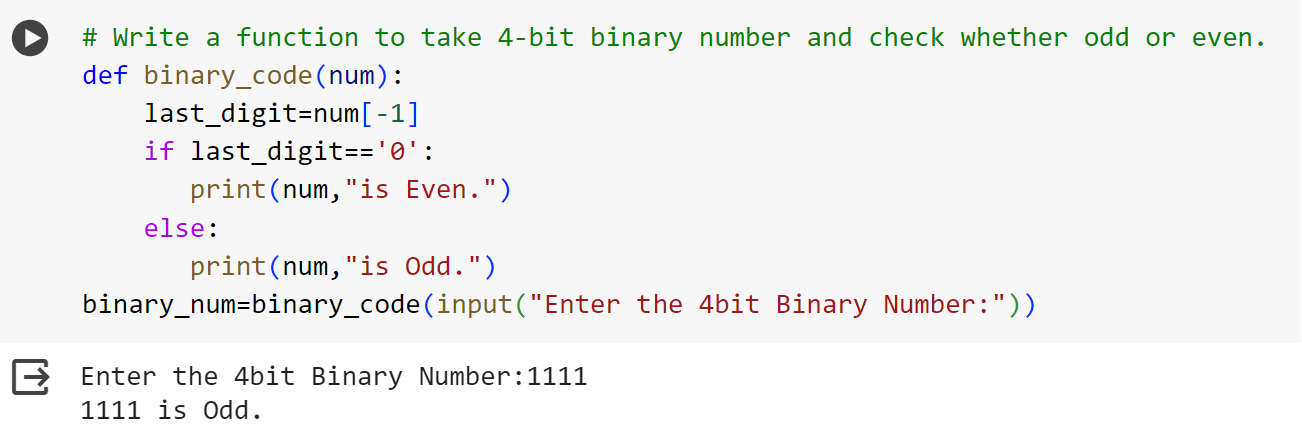 # Write a function to take 4-bit binary number and check whether odd or even.
def binary_code(num):
    last_digit=num[-1]
    if last_digit=='0':
       print(num,"is Even.")
    else:
       print(num,"is Odd.")
binary_num=binary_code(input("Enter the 4bit Binary Number:"))
Enter the 4bit Binary Number:1111
1111 is Odd.